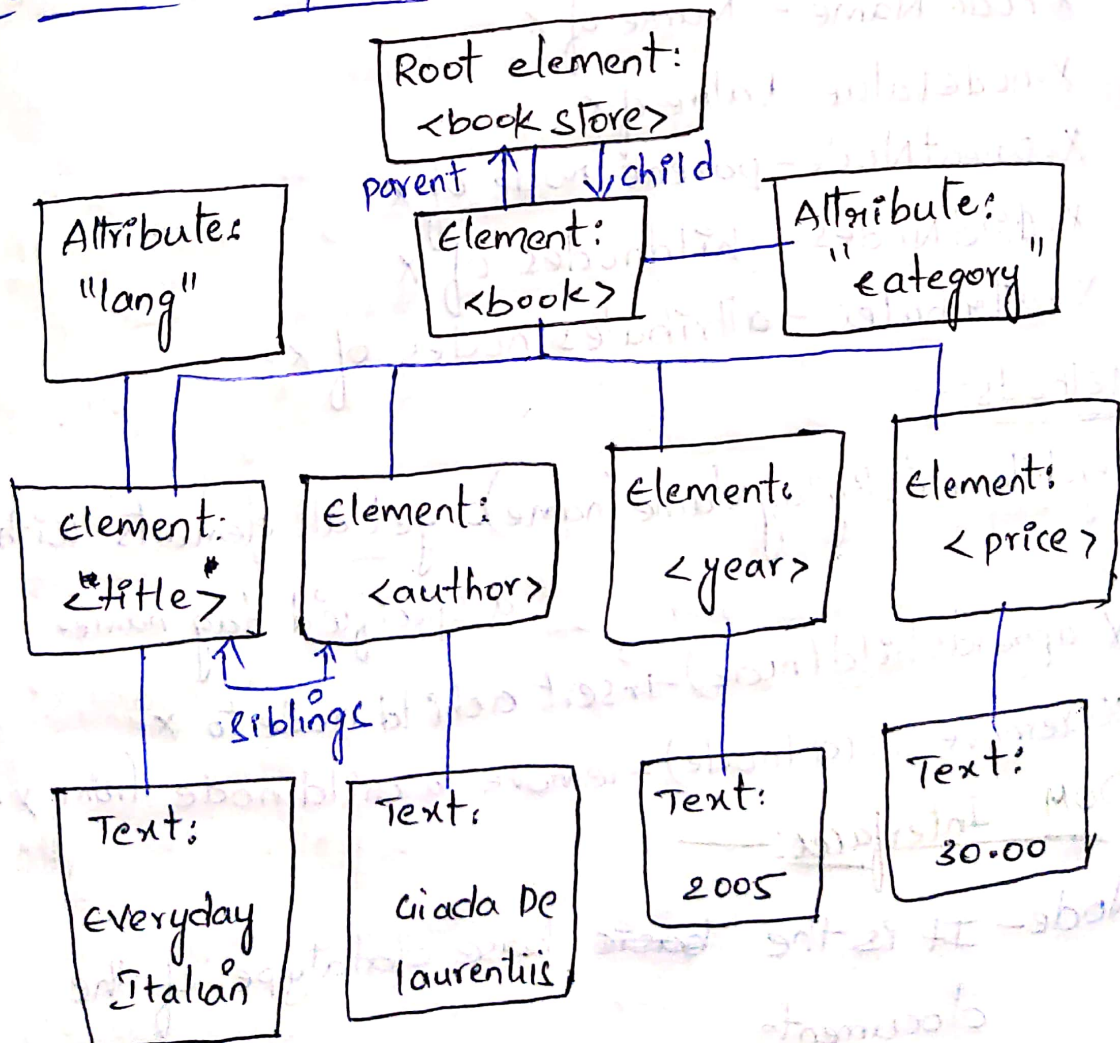 Root element:
<book store>
parent
child
Attribute:
"lang"
Element:
<book>
Attribute:
"category"
Element:
<"title">
Element:
<author>
Element:
<year>
Element:
<price>
siblings
Text:
Everyday
Italian
Text:
Giada De
laurentiis
Text:
2005
Text:
30.00